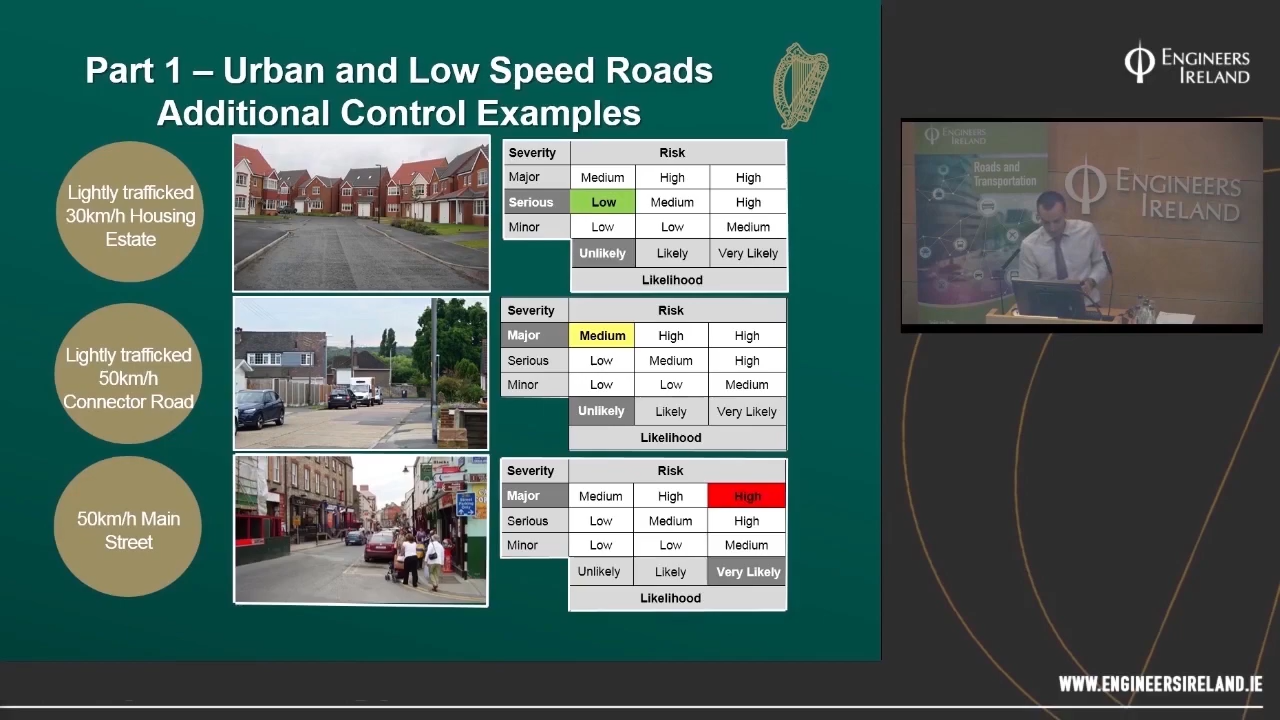 Part 1 – Urban and Low Speed Roads
Additional Control Examples
Lightly trafficked
30km/h Housing
Estate
Severity Risk
Major Medium High High
Serious Low Medium High
Minor Low Low Medium
Unlikely Likely Very Likely
Likelihood
Lightly trafficked
50km/h
Connector Road
Severity Risk
Major Medium High High
Serious Low Medium High
Minor Low Low Medium
Unlikely Likely Very Likely
Likelihood
50km/h Main
Street
Severity Risk
Major Medium High High
Serious Low Medium High
Minor Low Low Medium
Unlikely Likely Very Likely
Likelihood
ENGINEERS
IRELAND
ENGINEERS
IRELAND
Roads and
Transportation
ENGINEERS
IRELAND
WWW.ENGINEERSIRELAND.IE